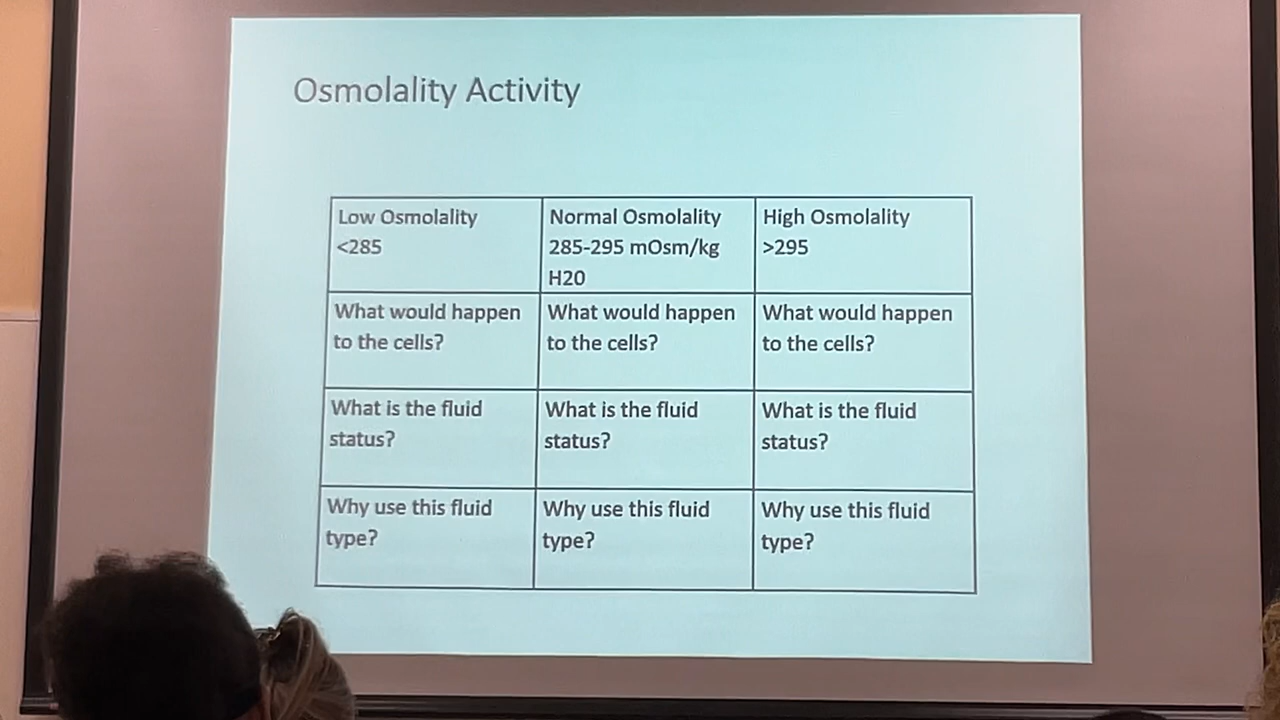 Osmolality Activity
Low Osmolality
<285
Normal Osmolality
285-295 mOsm/kg
H20
High Osmolality
>295
What would happen
to the cells?
What would happen
to the cells?
What would happen
to the cells?
What is the fluid
status?
What is the fluid
status?
What is the fluid
status?
Why use this fluid
type?
Why use this fluid
type?
Why use this fluid
type?